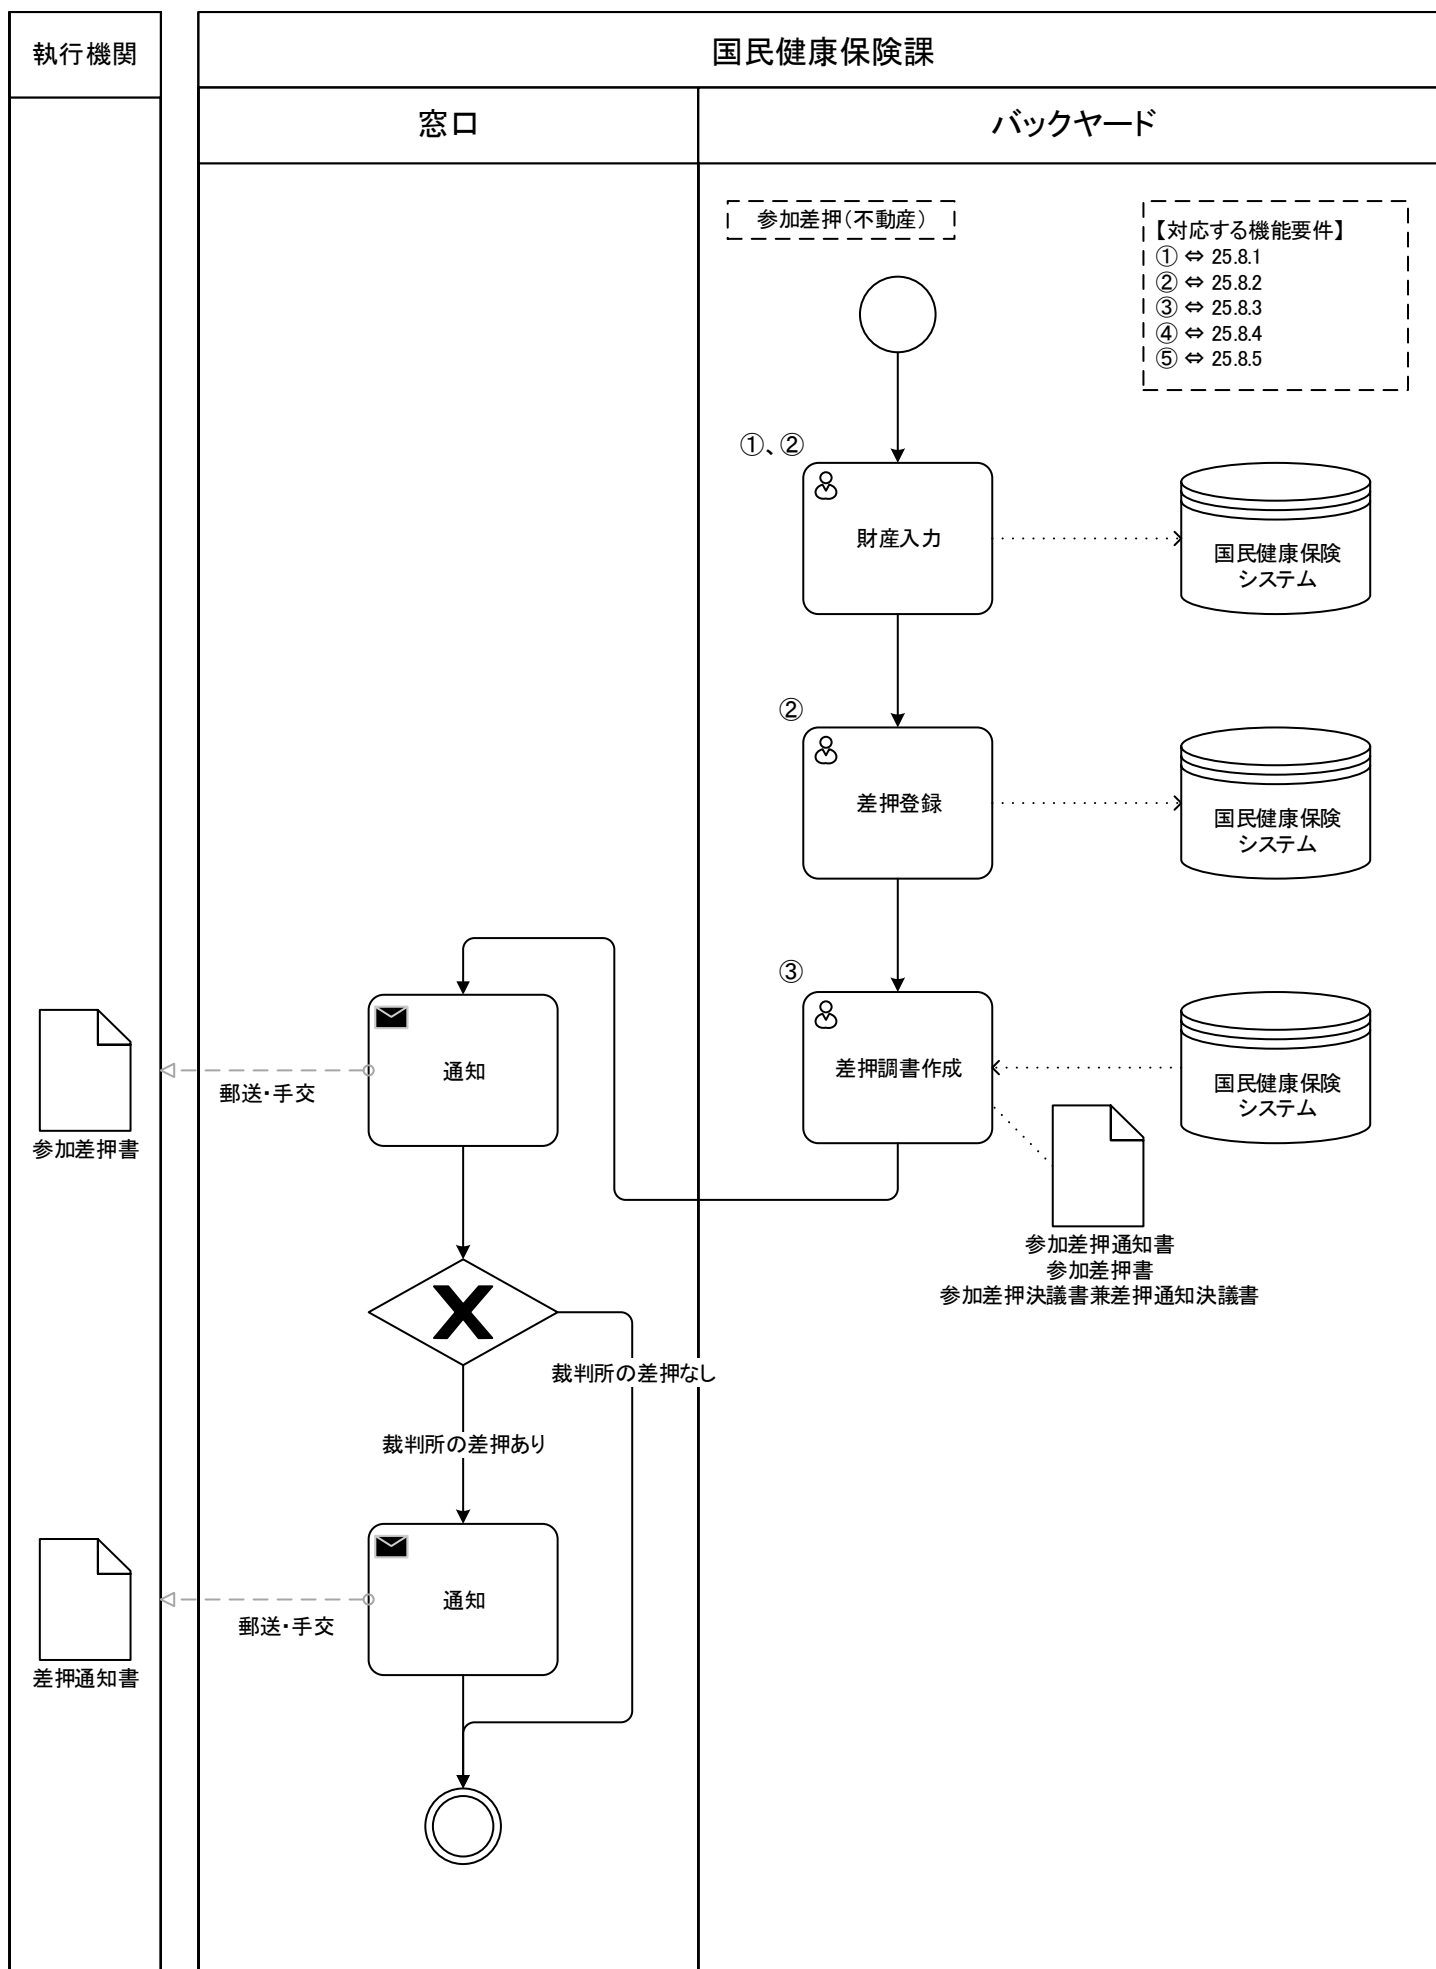 執行機関
国民健康保険課
窓口
バックヤード
参加差押（不動産）
【対応する機能要件】
① ⇔ 25.8.1
② ⇔ 25.8.2
③ ⇔ 25.8.3
④ ⇔ 25.8.4
⑤ ⇔ 25.8.5
①、②
財産入力
国民健康保険
システム
②
差押登録
国民健康保険
システム
③
差押調書作成
国民健康保険
システム
通知
郵送・手交
参加差押書
参加差押通知書
参加差押書
参加差押決議書兼差押通知決議書
裁判所の差押なし
裁判所の差押あり
通知
郵送・手交
差押通知書